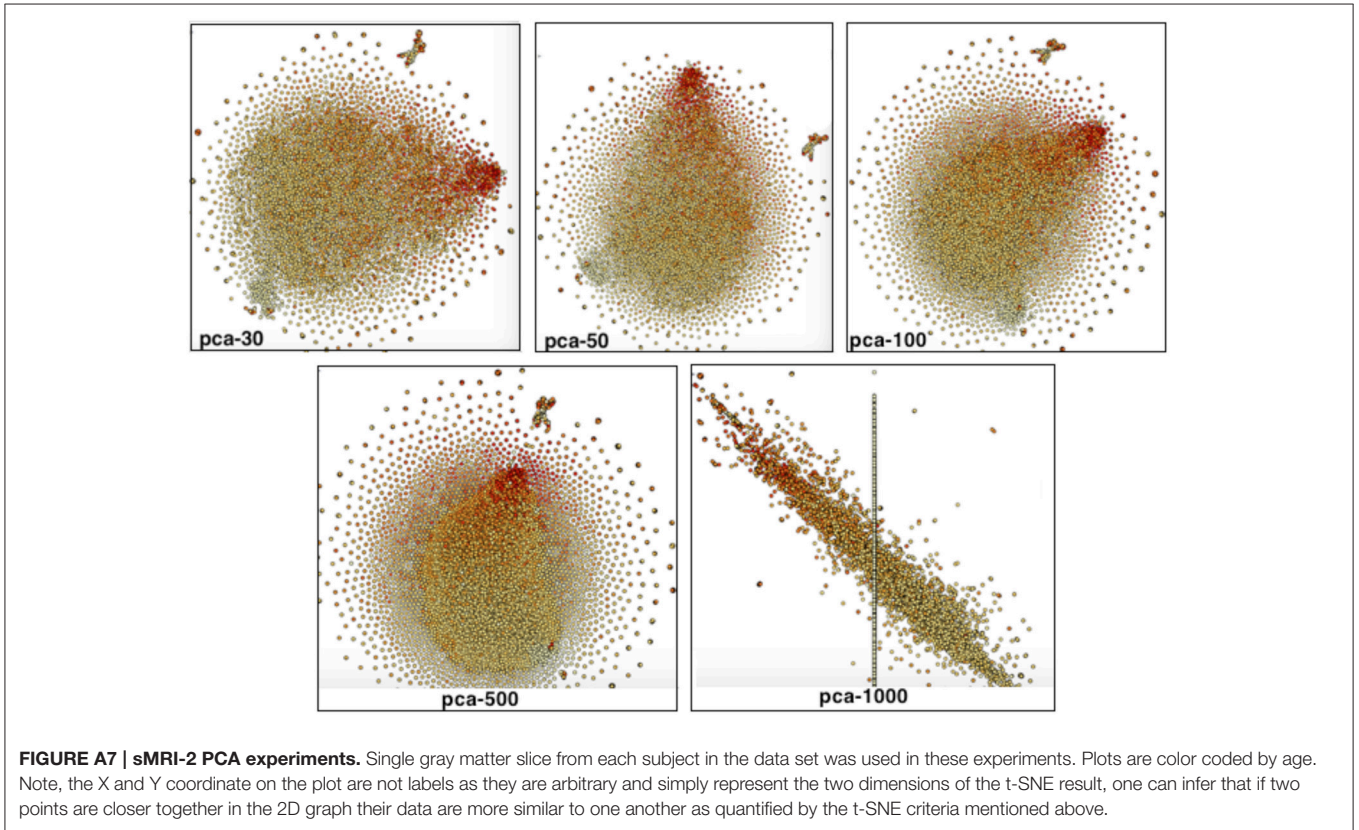 pca-30
pca-50
pca-100
pca-500
pca-1000
FIGURE A7 | sMRI-2 PCA experiments. Single gray matter slice from each subject in the data set was used in these experiments. Plots are color coded by age.
Note, the X and Y coordinate on the plot are not labels as they are arbitrary and simply represent the two dimensions of the t-SNE result, one can infer that if two
points are closer together in the 2D graph their data are more similar to one another as quantified by the t-SNE criteria mentioned above.